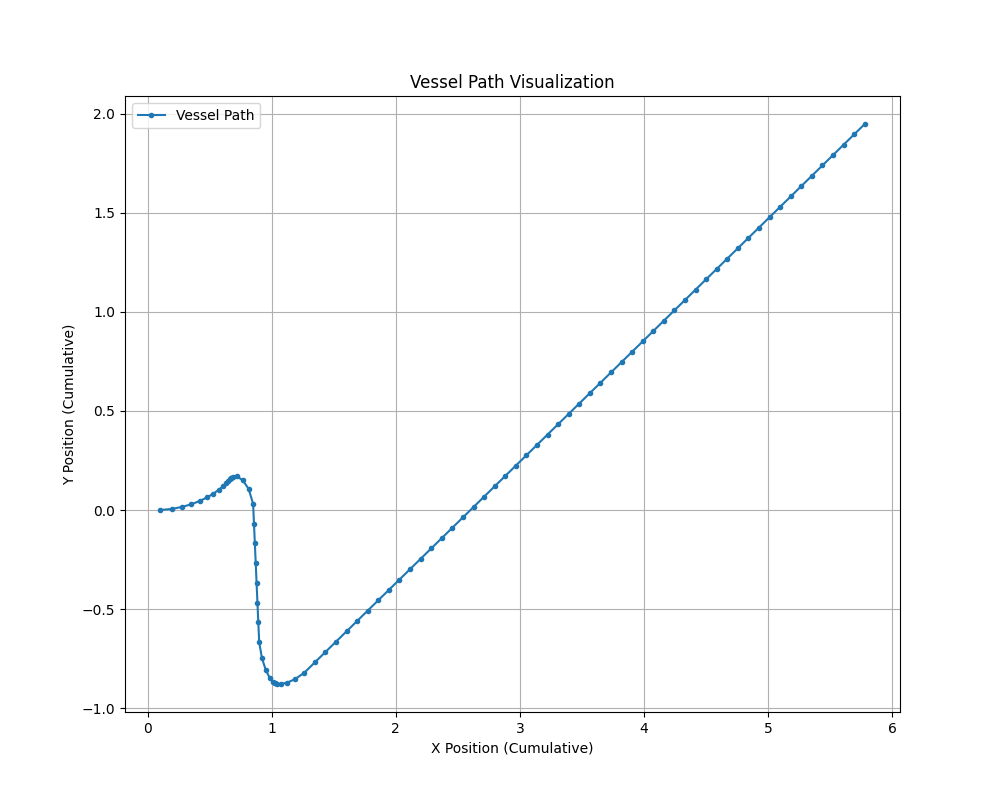 Vessel Path Visualization
Vessel Path
Y Position (Cumulative)
2.0
1.5
1.0
0.5
0.0
−0.5
−1.0
0 1 2 3 4 5 6
X Position (Cumulative)